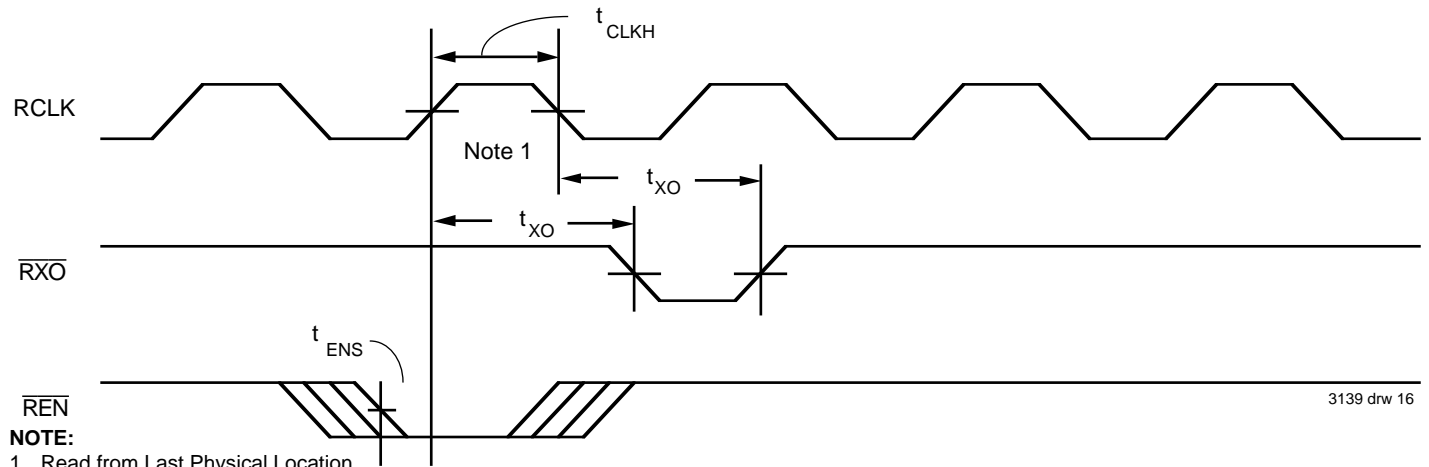 t CLKH
RCLK
Note 1
t XO
t XO
RXO
t ENS
REN
3139 drw 16
NOTE:
1. Read from Last Physical Location